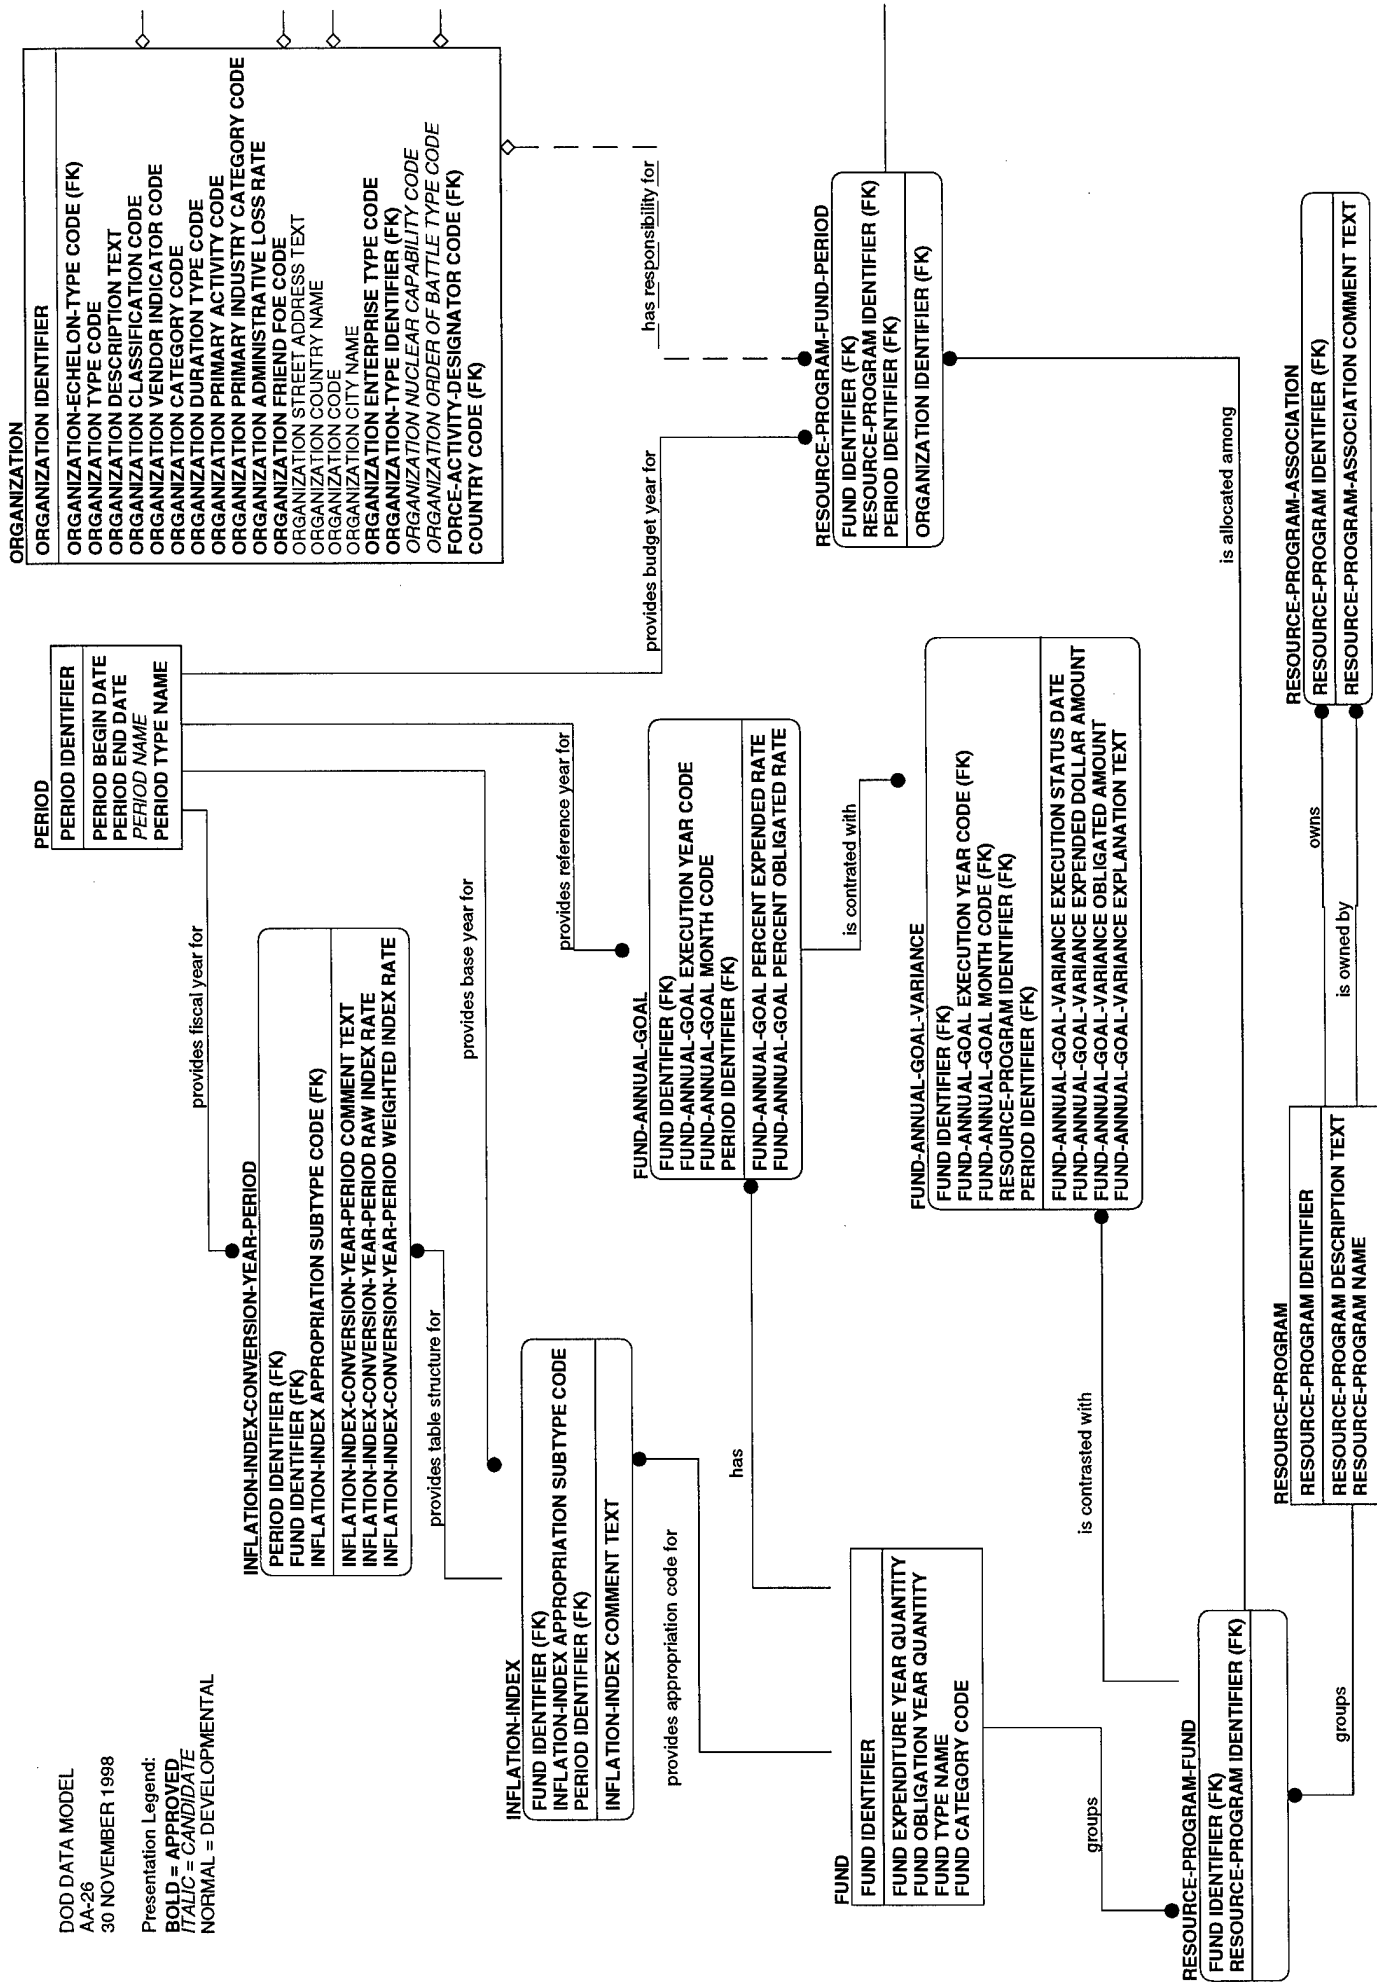 DOD DATA MODEL
AA-26
30 NOVEMBER 1998
Presentation Legend:
BOLD = APPROVED
ITALIC = CANDIDATE
NORMAL = DEVELOPMENTAL
PERIOD
PERIOD IDENTIFIER
PERIOD BEGIN DATE
PERIOD END DATE
PERIOD NAME
PERIOD TYPE NAME
ORGANIZATION
ORGANIZATION IDENTIFIER
ORGANIZATION-ECHELON-TYPE CODE (FK)
ORGANIZATION TYPE CODE
ORGANIZATION DESCRIPTION TEXT
ORGANIZATION CLASSIFICATION CODE
ORGANIZATION VENDOR INDICATOR CODE
ORGANIZATION CATEGORY CODE
ORGANIZATION DURATION TYPE CODE
ORGANIZATION PRIMARY ACTIVITY CODE
ORGANIZATION PRIMARY INDUSTRY CATEGORY CODE
ORGANIZATION ADMINISTRATIVE LOSS RATE
ORGANIZATION FRIEND FOE CODE
ORGANIZATION STREET ADDRESS TEXT
ORGANIZATION COUNTRY NAME
ORGANIZATION CODE
ORGANIZATION CITY NAME
ORGANIZATION ENTERPRISE TYPE CODE
ORGANIZATION-TYPE IDENTIFIER (FK)
ORGANIZATION NUCLEAR CAPABILITY CODE
ORGANIZATION ORDER OF BATTLE TYPE CODE
FORCE-ACTIVITY-DESIGNATOR CODE (FK)
COUNTRY CODE (FK)
provides fiscal year for
INFLATION-INDEX-CONVERSION-YEAR-PERIOD
PERIOD IDENTIFIER (FK)
FUND IDENTIFIER (FK)
INFLATION-INDEX APPROPRIATION SUBTYPE CODE (FK)
INFLATION-INDEX-CONVERSION-YEAR-PERIOD COMMENT TEXT
INFLATION-INDEX-CONVERSION-YEAR-PERIOD RAW INDEX RATE
INFLATION-INDEX-CONVERSION-YEAR-PERIOD WEIGHTED INDEX RATE
provides table structure for
provides base year for
INFLATION-INDEX
FUND IDENTIFIER (FK)
INFLATION-INDEX APPROPRIATION SUBTYPE CODE
PERIOD IDENTIFIER (FK)
INFLATION-INDEX COMMENT TEXT
provides reference year for
provides budget year for
has responsibility for
provides appropriation code for
has
FUND-ANNUAL-GOAL
FUND IDENTIFIER (FK)
FUND-ANNUAL-GOAL EXECUTION YEAR CODE
FUND-ANNUAL-GOAL MONTH CODE
PERIOD IDENTIFIER (FK)
FUND-ANNUAL-GOAL PERCENT EXPENDED RATE
FUND-ANNUAL-GOAL PERCENT OBLIGATED RATE
RESOURCE-PROGRAM-FUND-PERIOD
FUND IDENTIFIER (FK)
RESOURCE-PROGRAM IDENTIFIER (FK)
PERIOD IDENTIFIER (FK)
ORGANIZATION IDENTIFIER (FK)
FUND
FUND IDENTIFIER
FUND EXPENDITURE YEAR QUANTITY
FUND OBLIGATION YEAR QUANTITY
FUND TYPE NAME
FUND CATEGORY CODE
is contrated with
FUND-ANNUAL-GOAL-VARIANCE
FUND IDENTIFIER (FK)
FUND-ANNUAL-GOAL EXECUTION YEAR CODE (FK)
FUND-ANNUAL-GOAL MONTH CODE (FK)
RESOURCE-PROGRAM IDENTIFIER (FK)
PERIOD IDENTIFIER (FK)
FUND-ANNUAL-GOAL-VARIANCE EXECUTION STATUS DATE
FUND-ANNUAL-GOAL-VARIANCE EXPENDED DOLLAR AMOUNT
FUND-ANNUAL-GOAL-VARIANCE OBLIGATED AMOUNT
FUND-ANNUAL-GOAL-VARIANCE EXPLANATION TEXT
groups
is contrasted with
is allocated among
RESOURCE-PROGRAM-FUND
FUND IDENTIFIER (FK)
RESOURCE-PROGRAM IDENTIFIER (FK)
groups
RESOURCE-PROGRAM
RESOURCE-PROGRAM IDENTIFIER
RESOURCE-PROGRAM DESCRIPTION TEXT
RESOURCE-PROGRAM NAME
owns
is owned by
RESOURCE-PROGRAM-ASSOCIATION
RESOURCE-PROGRAM IDENTIFIER (FK)
RESOURCE-PROGRAM-ASSOCIATION COMMENT TEXT